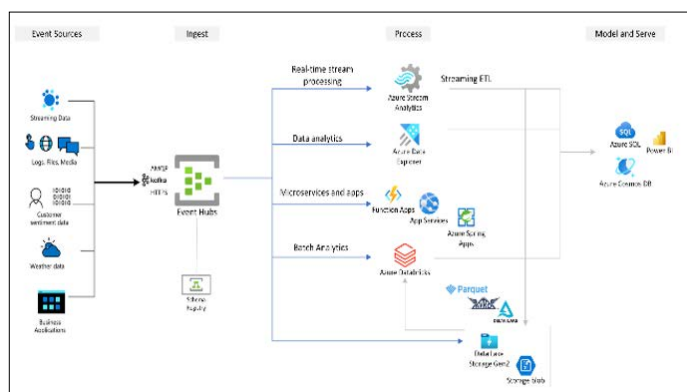 Event Sources
Ingest
Process
Model and Serve
Real-time stream
processing
Streaming ETL
Azure Stream
Analytics
Streaming Data
Data analytics
Azure Data
Explorer
SQL
Azure SQL
Power BI
Azure Cosmos DB
Logs, Files, Media
AMQP
kafka
HTTPS
Event Hubs
Microservices and apps
Function Apps
App Services
Azure Spring
Apps
Customer
sentiment data
Weather data
Batch Analytics
Azure Databricks
Schema
Registry
Parquet
Business
Applications
DELTA LAKE
Data Lake
Storage Gen2
Storage blob